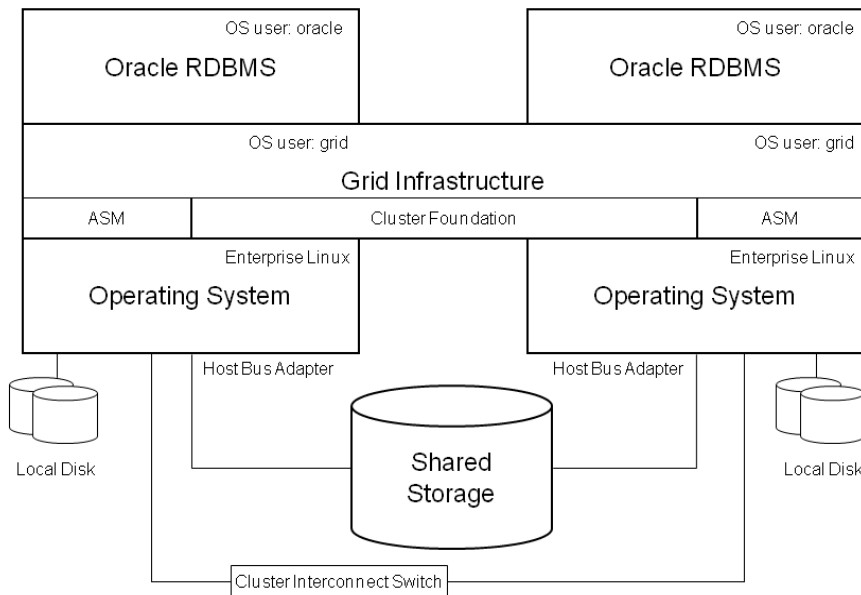 OS user: oracle
Oracle RDBMS
OS user: oracle
Oracle RDBMS
OS user: grid
OS user: grid
Grid Infrastructure
ASM
Cluster Foundation
ASM
Enterprise Linux
Operating System
Enterprise Linux
Operating System
Host Bus Adapter
Host Bus Adapter
Local Disk
Shared
Storage
Local Disk
Cluster Interconnect Switch